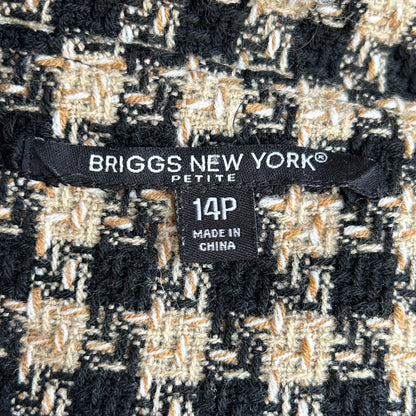 BRIGGS NEW YORK®
PETITE
14P
MADE IN
CHINA